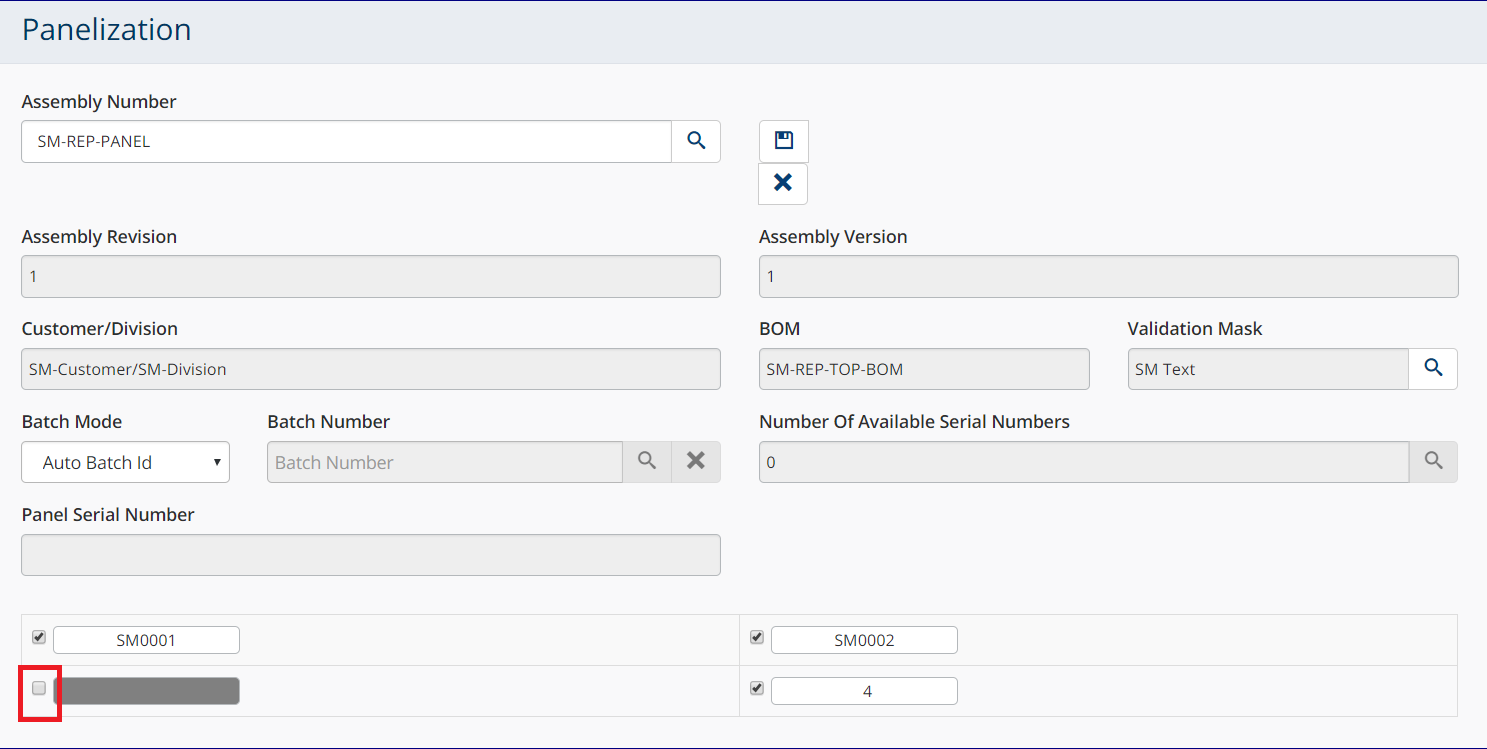 Panelization
Assembly Number
SM-REP-PANEL
Assembly Revision Assembly Version
1 1
Customer/Division BOM Validation Mask
SM-Customer/SM-Division SM-REP-TOP-BOM SM Text
Batch Mode Batch Number Number Of Available Serial Numbers
Auto Batch Id Batch Number 0
Panel Serial Number
SM0001 SM0002
4